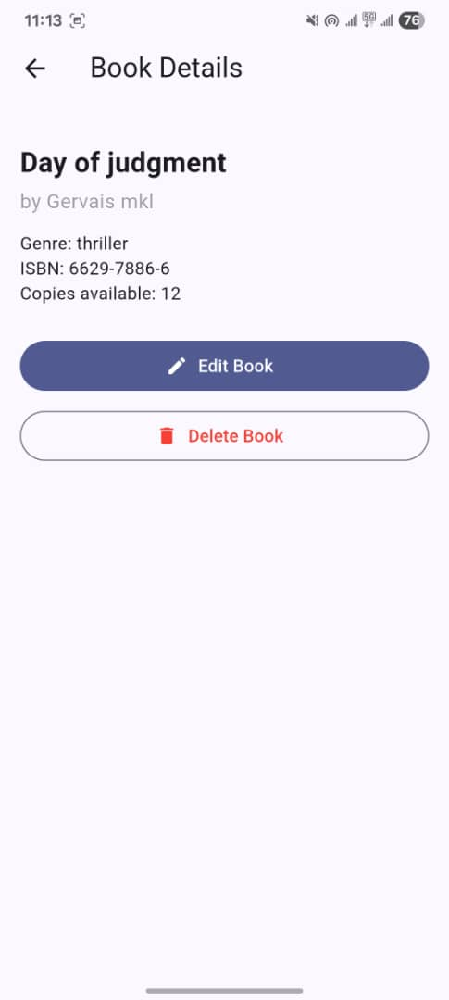 11:13
5G
76
Book Details
Day of judgment
by Gervais mkl
Genre: thriller
ISBN: 6629-7886-6
Copies available: 12
Edit Book
Delete Book